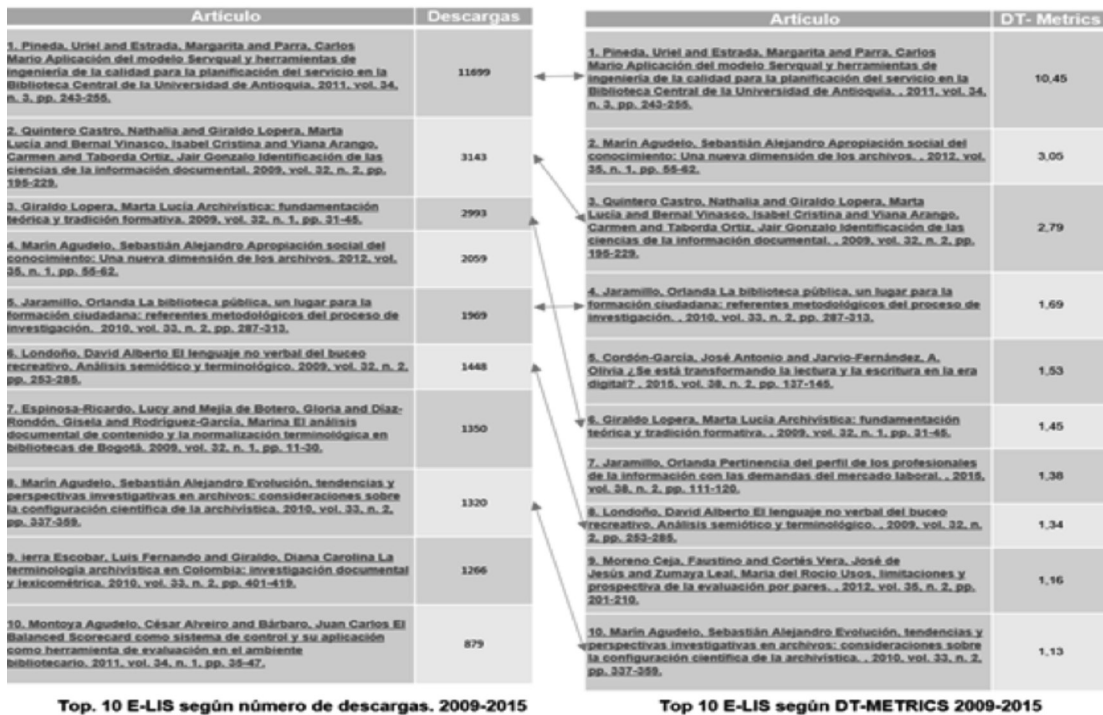 Artículo Descargas
1. Pineda, Uriel and Estrada, Margarita and Parra, Carlos
Mario Aplicación del modelo Servqual y herramientas de
ingeniería de la calidad para la planificación del servicio en la
Biblioteca Central de la Universidad de Antioquia. 2011, vol. 34,
n. 3, pp. 243-255.
11699
2. Quintero Castro, Nathalia and Giraldo Lopera, Marta
Lucía and Bernal Vinasco, Isabel Cristina and Viana Arango,
Carmen and Taborda Ortiz, Jair Gonzalo Identificación de las
ciencias de la información documental. 2009, vol. 32, n. 2, pp.
195-229.
3143
3. Giraldo Lopera, Marta Lucía Archivística: fundamentación
teórica y tradición formativa. 2009, vol. 32, n. 1, pp. 31-45.
2993
4. Marín Agudelo, Sebastián Alejandro Apropiación social del
conocimiento: Una nueva dimensión de los archivos. 2012, vol.
35, n. 1, pp. 55-62.
2059
5. Jaramillo, Orlanda La biblioteca pública, un lugar para la
formación ciudadana: referentes metodológicos del proceso de
investigación. 2010, vol. 33, n. 2, pp. 287-313.
1969
6. Londoño, David Alberto El lenguaje no verbal del buceo
recreativo. Análisis semiótico y terminológico. 2009, vol. 32, n. 2,
pp. 253-285.
1448
7. Espinosa-Ricardo, Lucy and Mejía de Botero, Gloria and Díaz-
Rondón, Gisela and Rodríguez-García, Marina El análisis
documental de contenido y la normalización terminológica en
bibliotecas de Bogotá. 2009, vol. 32, n. 1, pp. 11-30.
1350
8. Marín Agudelo, Sebastián Alejandro Evolución, tendencias y
perspectivas investigativas en archivos: consideraciones sobre
la configuración científica de la archivística. 2010, vol. 33, n. 2,
pp. 337-359.
1320
9. ierra Escobar, Luis Fernando and Giraldo, Diana Carolina La
terminología archivística en Colombia: investigación documental
y lexicométrica. 2010, vol. 33, n. 2, pp. 401-419.
1266
10. Montoya Agudelo, César Alveiro and Bárbaro, Juan Carlos El
Balanced Scorecard como sistema de control y su aplicación
como herramienta de evaluación en el ambiente
bibliotecario. 2011, vol. 34, n. 1, pp. 35-47.
879
Top. 10 E-LIS según número de descargas. 2009-2015
Artículo DT- Metrics
1. Pineda, Uriel and Estrada, Margarita and Parra, Carlos
Mario Aplicación del modelo Servqual y herramientas de
ingeniería de la calidad para la planificación del servicio en la
Biblioteca Central de la Universidad de Antioquia. , 2011, vol. 34,
n. 3, pp. 243-255.
10,45
2. Marín Agudelo, Sebastián Alejandro Apropiación social del
conocimiento: Una nueva dimensión de los archivos. , 2012, vol.
35, n. 1, pp. 55-62.
3,05
3. Quintero Castro, Nathalia and Giraldo Lopera, Marta
Lucía and Bernal Vinasco, Isabel Cristina and Viana Arango,
Carmen and Taborda Ortiz, Jair Gonzalo Identificación de las
ciencias de la información documental. , 2009, vol. 32, n. 2, pp.
195-229.
2,79
4. Jaramillo, Orlanda La biblioteca pública, un lugar para la
formación ciudadana: referentes metodológicos del proceso de
investigación. , 2010, vol. 33, n. 2, pp. 287-313.
1,69
5. Cordón-García, José Antonio and Jarvio-Fernández, A.
Olivia ¿Se está transformando la lectura y la escritura en la era
digital? , 2015, vol. 38, n. 2, pp. 137-145.
1,53
6. Giraldo Lopera, Marta Lucía Archivística: fundamentación
teórica y tradición formativa. , 2009, vol. 32, n. 1, pp. 31-45.
1,45
7. Jaramillo, Orlanda Pertinencia del perfil de los profesionales
de la información con las demandas del mercado laboral. , 2015,
vol. 38, n. 2, pp. 111-120.
1,38
8. Londoño, David Alberto El lenguaje no verbal del buceo
recreativo. Análisis semiótico y terminológico. , 2009, vol. 32, n.
2, pp. 253-285.
1,34
9. Moreno Ceja, Faustino and Cortés Vera, José de
Jesús and Zumaya Leal, María del Rocío Usos, limitaciones y
prospectiva de la evaluación por pares. , 2012, vol. 35, n. 2, pp.
201-210.
1,16
10. Marín Agudelo, Sebastián Alejandro Evolución, tendencias y
perspectivas investigativas en archivos: consideraciones sobre
la configuración científica de la archivística. , 2010, vol. 33, n. 2,
pp. 337-359.
1,13
Top 10 E-LIS según DT-METRICS 2009-2015